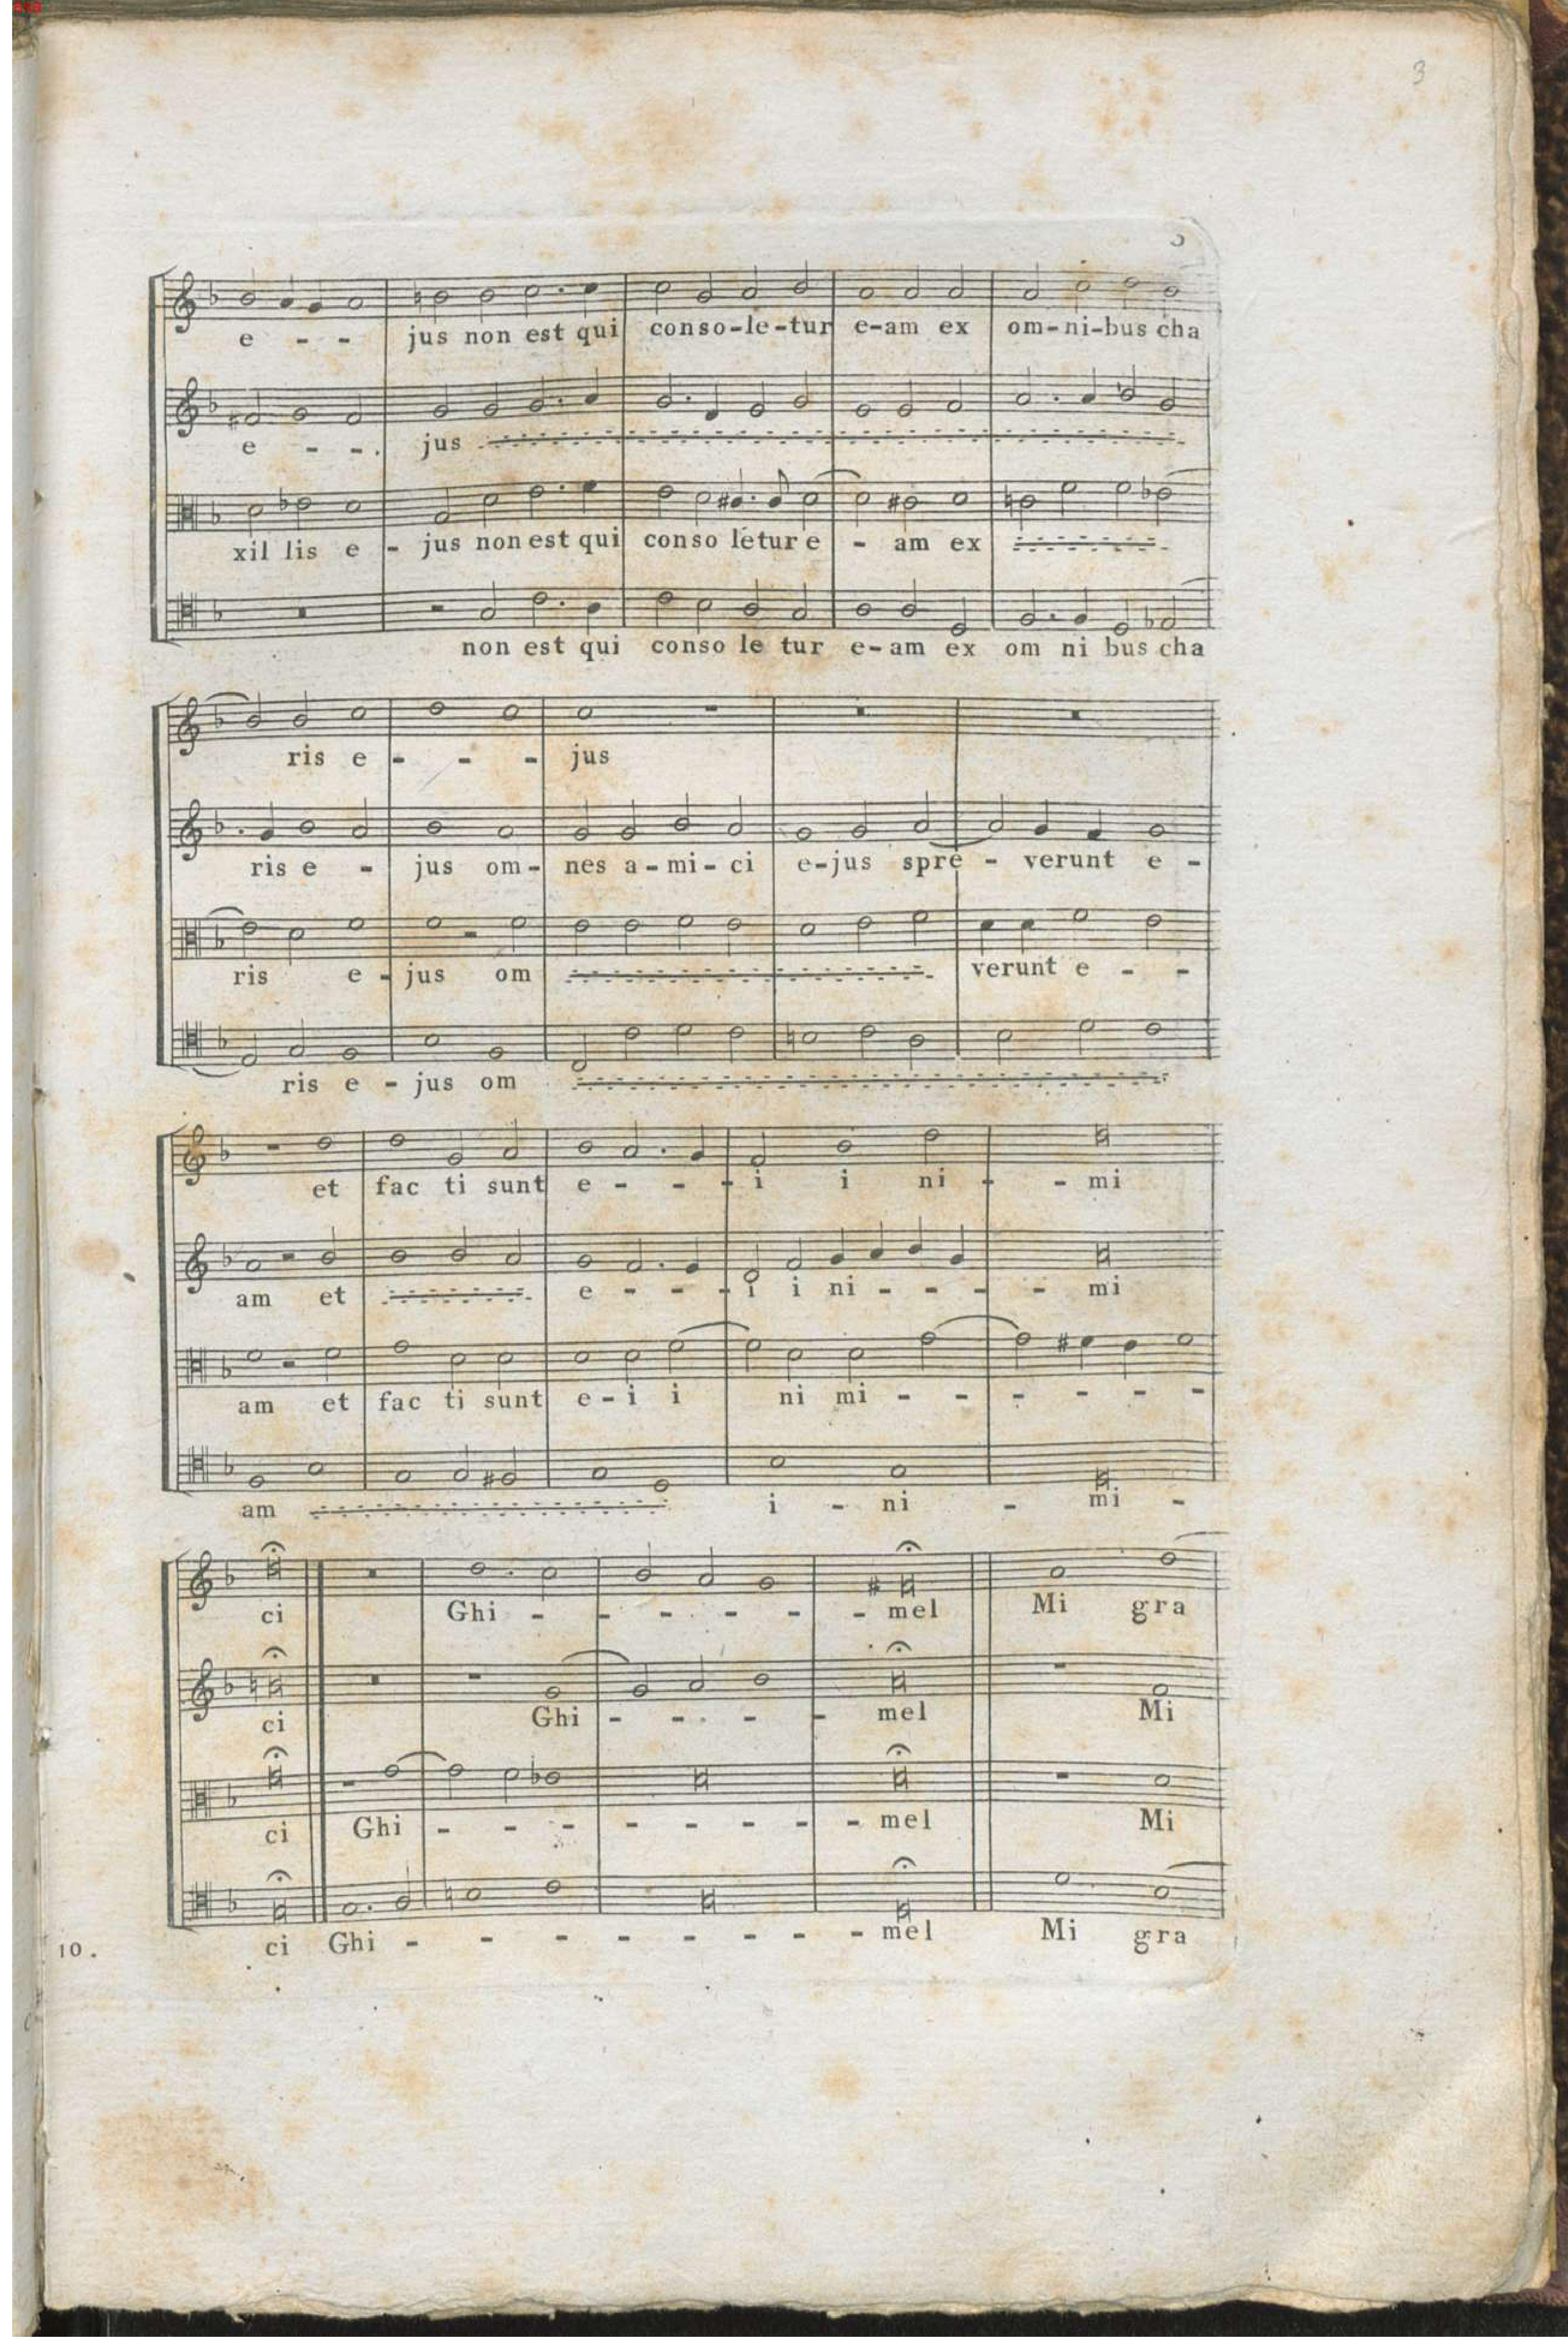 3
3
e - - jus non est qui conso-le-tur e-am ex om-ni-bus cha
e - - . jus
xil lis e - jus non est qui con so letur e - am ex
non est qui conso le tur e-am ex om ni bus cha
ris e - - - jus
ris e - jus om- nes a-mi-ci e-jus spre - verunt e -
ris e - jus om verunt e - -
ris e - jus om
et fac ti sunt e - - - i i ni - - mi
am et e - - - i i ni - - - - mi
am et fac ti sunt e-i i ni mi - - - - - -
am i - ni - mi -
ci Ghi - - - - - - mel Mi gra
ci Ghi - - - - mel Mi
ci Ghi - - - - - - - - mel Mi
ci Ghi - - - - - - - - mel Mi gra
10.